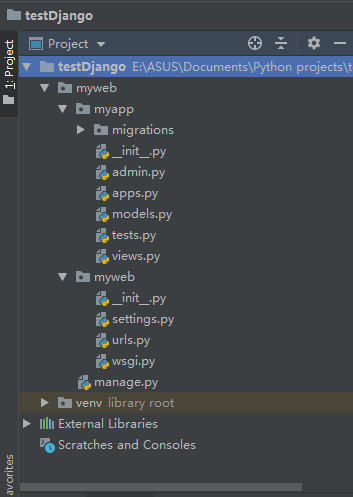 testDjango
1: Project
Project
testDjango E:\ASUS\Documents\Python projects\t
myweb
myapp
migrations
__init__.py
admin.py
apps.py
models.py
tests.py
views.py
myweb
__init__.py
settings.py
urls.py
wsgi.py
manage.py
venv library root
External Libraries
Scratches and Consoles
avorites